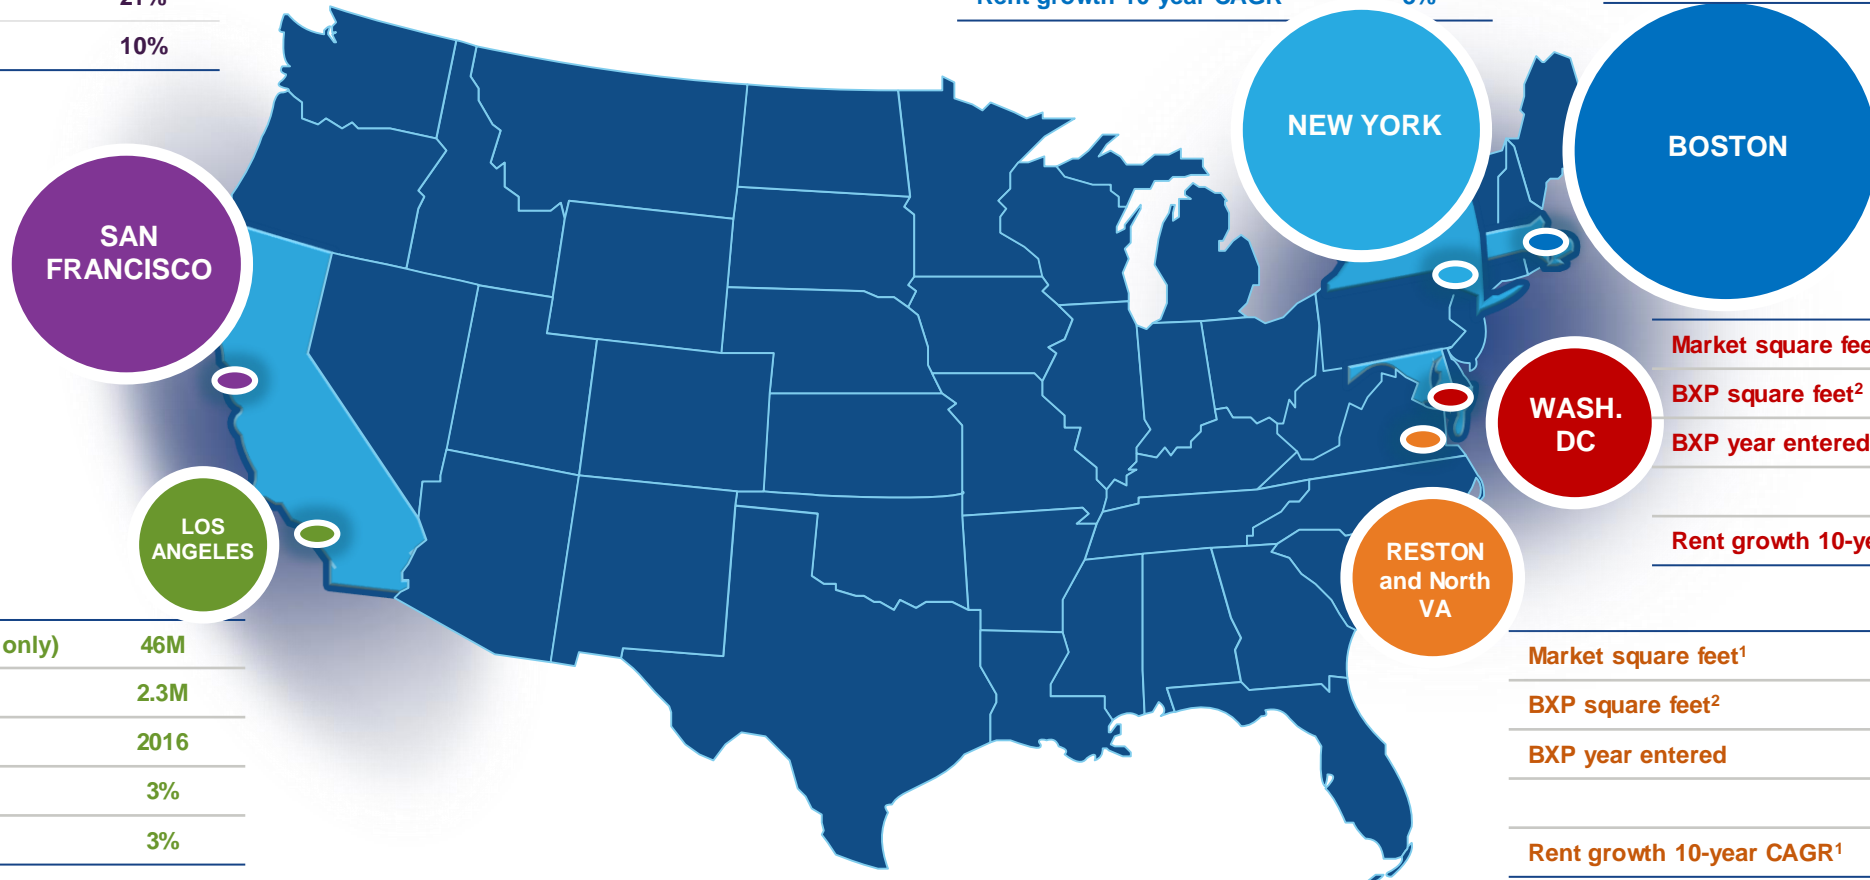 10%
NEW YORK
BOSTON
SAN
FRANCISCO
Market square fee
BXP square feet²
WASH.
DC
BXP year entered
LOS
ANGELES
Rent growth 10-ye
RESTON
and North
VA
only) 46M
Market square feet¹
2.3M
BXP square feet²
2016
BXP year entered
3%
3%
Rent growth 10-year CAGR¹